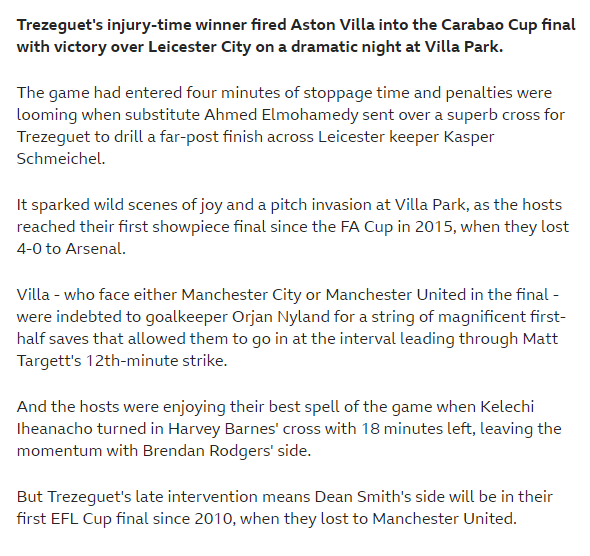 Trezeguet's injury-time winner fired Aston Villa into the Carabao Cup final
with victory over Leicester City on a dramatic night at Villa Park.
The game had entered four minutes of stoppage time and penalties were
looming when substitute Ahmed Elmohamedy sent over a superb cross for
Trezeguet to drill a far-post finish across Leicester keeper Kasper
Schmeichel.
It sparked wild scenes of joy and a pitch invasion at Villa Park, as the hosts
reached their first showpiece final since the FA Cup in 2015, when they lost
4-0 to Arsenal.
Villa - who face either Manchester City or Manchester United in the final -
were indebted to goalkeeper Orjan Nyland for a string of magnificent first-
half saves that allowed them to go in at the interval leading through Matt
Targett's 12th-minute strike.
And the hosts were enjoying their best spell of the game when Kelechi
Iheanacho turned in Harvey Barnes' cross with 18 minutes left, leaving the
momentum with Brendan Rodgers' side.
But Trezeguet's late intervention means Dean Smith's side will be in their
first EFL Cup final since 2010, when they lost to Manchester United.